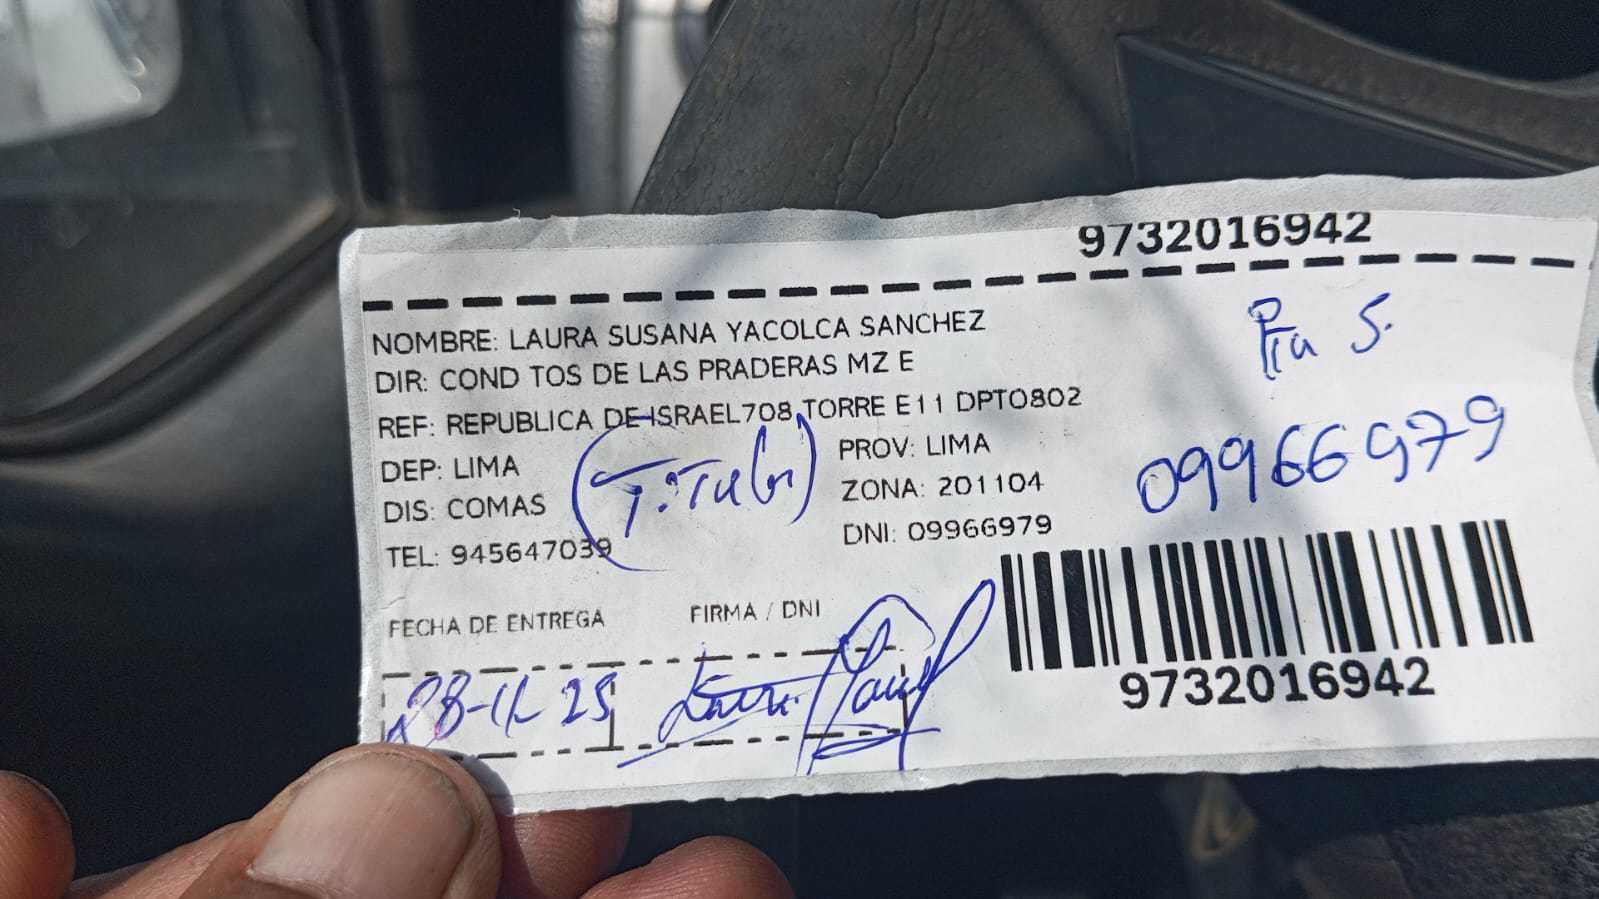 9732016942
NOMBRE: LAURA SUSANA YACOLCA SANCHEZ
DIR: COND TOS DE LAS PRADERAS MZ E
REF: REPUBLICA DE ISRAEL708 TORRE E11 DPTO802
DEP: LIMA
PROV: LIMA
DIS: COMAS
ZONA: 201104
TEL: 945647039
DNI: 09966979
09966979
FECHA DE ENTREGA
FIRMA / DNI
28-11-25
9732016942